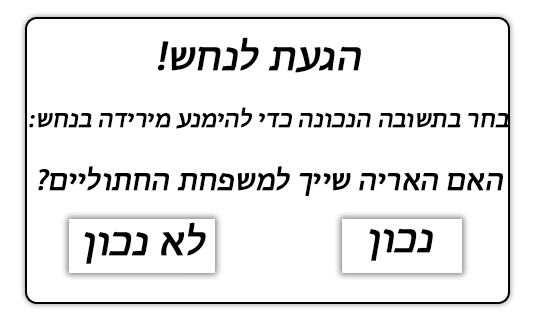 הגעת לנחש!
בחר בתשובה הנכונה כדי להימנע מירידה בנחש:
האם האריה שייך למשפחת החתוליים?
נכון
לא נכון